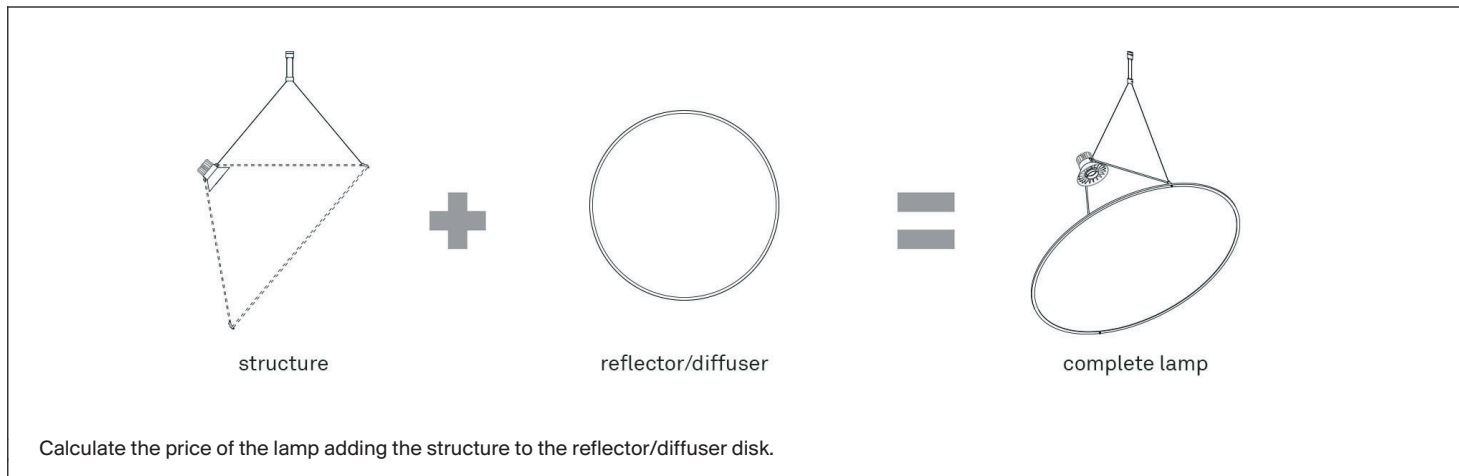 structure
reflector/diffuser
complete lamp
Calculate the price of the lamp adding the structure to the reflector/diffuser disk.